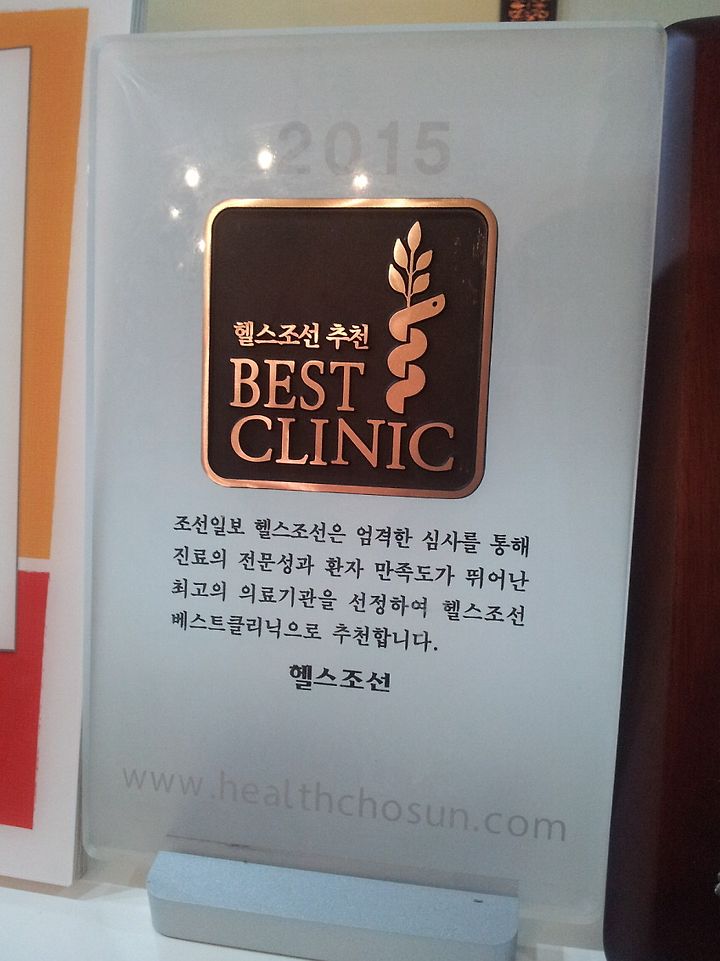 2015
헬스조선 추천
BEST
CLINIC
조선일보 헬스조선은 엄격한 심사를 통해
진료의 전문성과 환자 만족도가 뛰어난
최고의 의료기관을 선정하여 헬스조선
베스트클리닉으로 추천합니다.
헬스조선
www.healthchosun.com